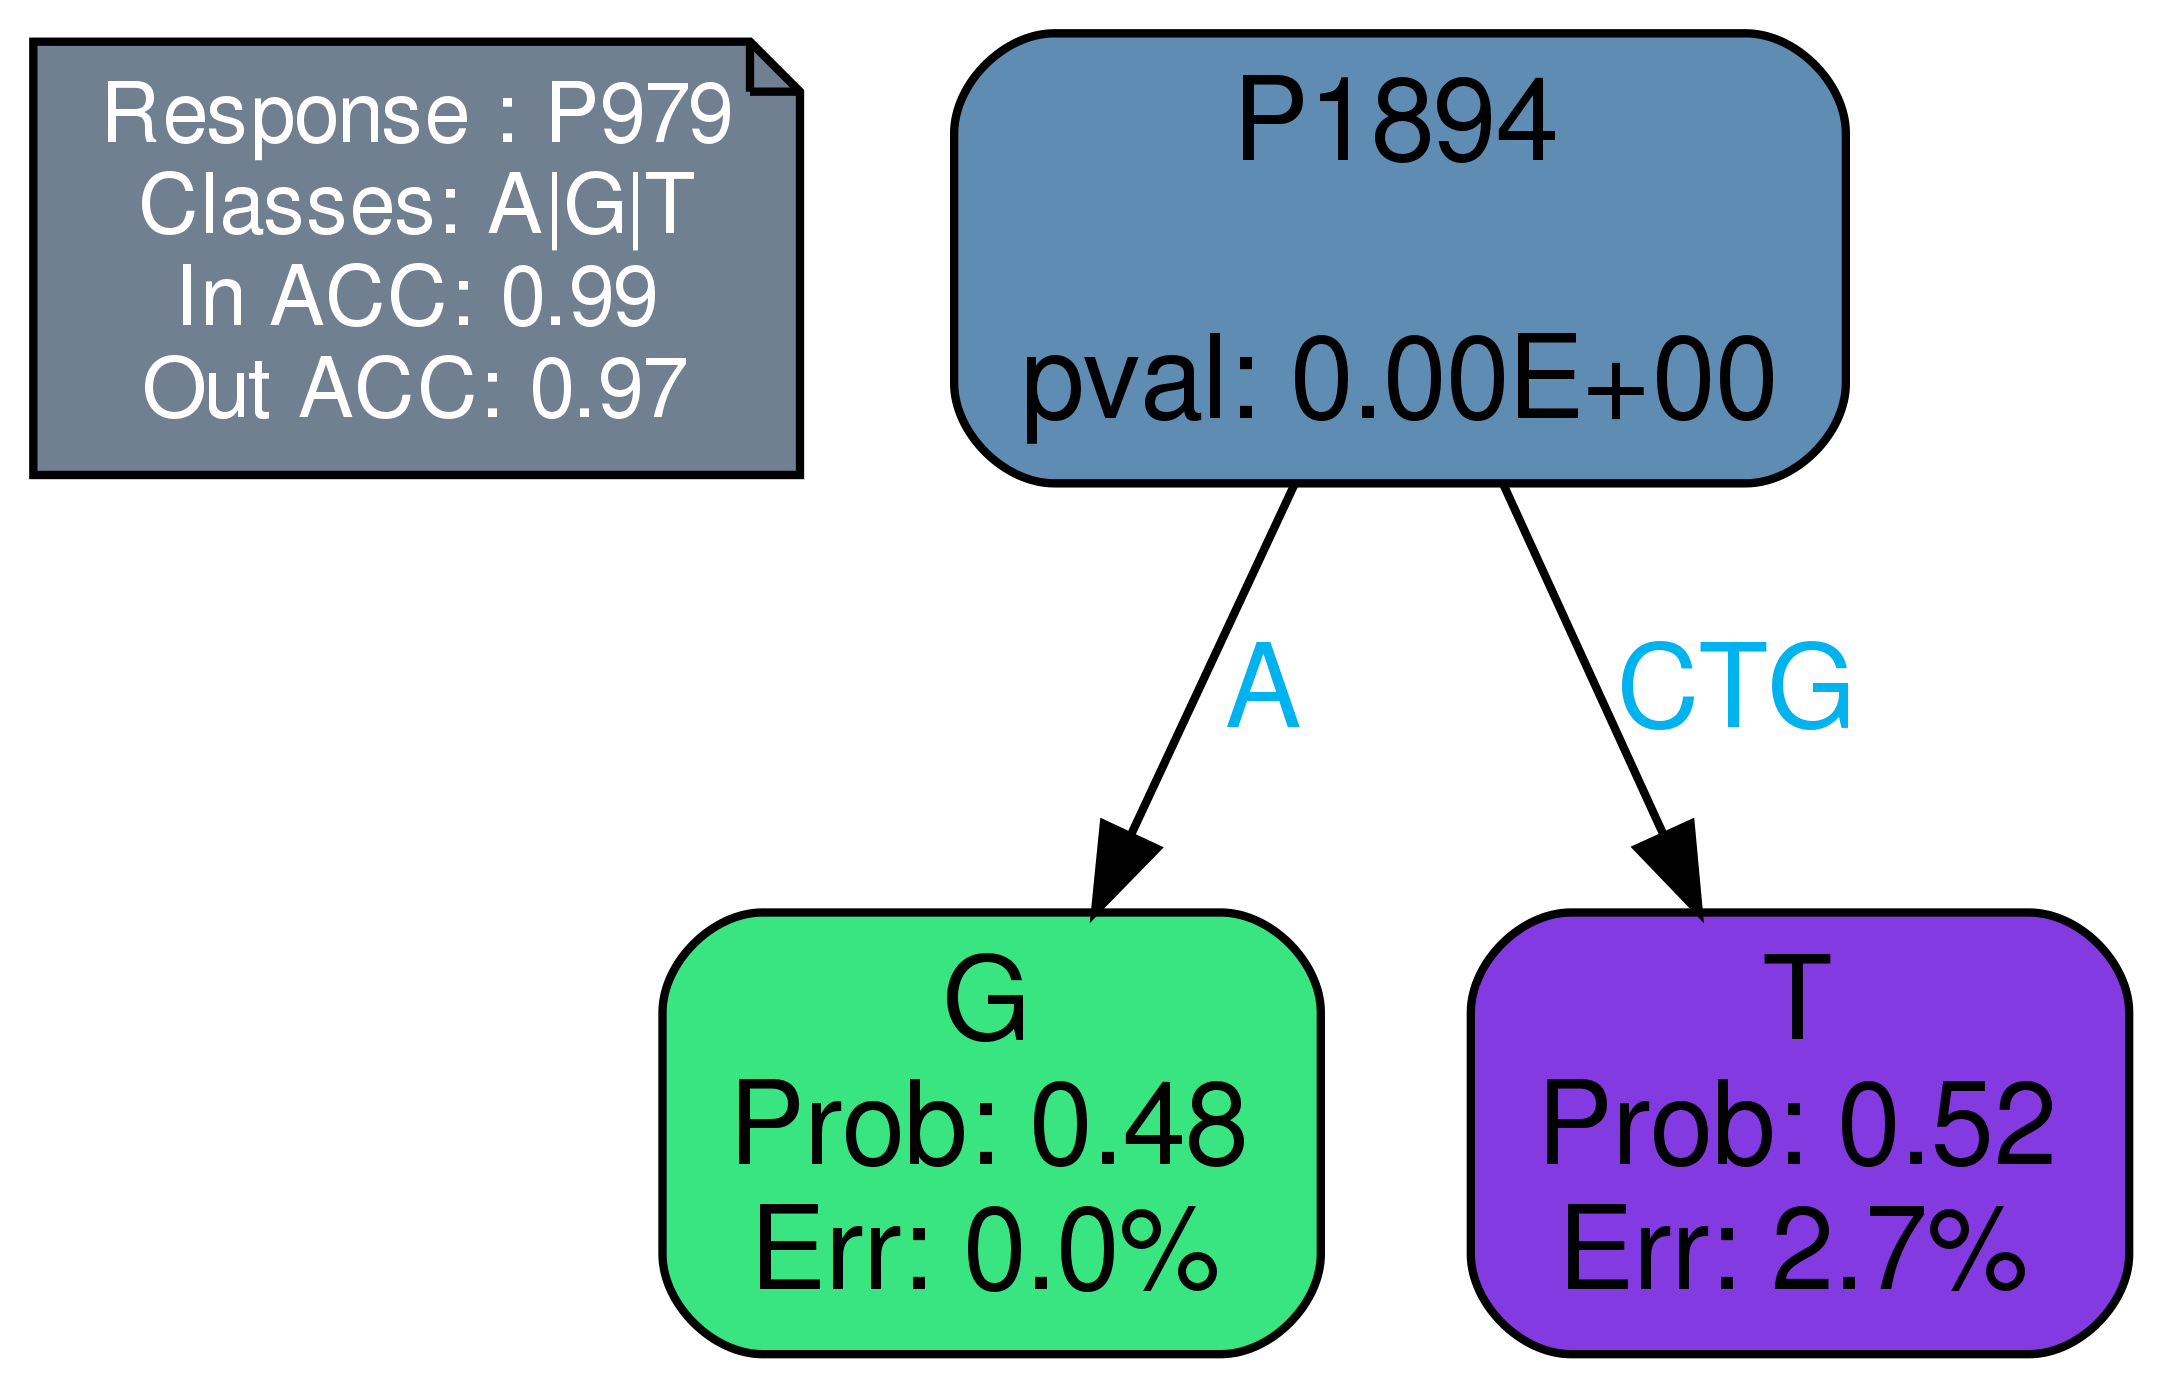 Response : P979
Classes: A|G|T
In ACC: 0.99
Out ACC: 0.97
P1894
pval: 0.00E+00
A
CTG
G
Prob: 0.48
Err: 0.0%
T
Prob: 0.52
Err: 2.7%